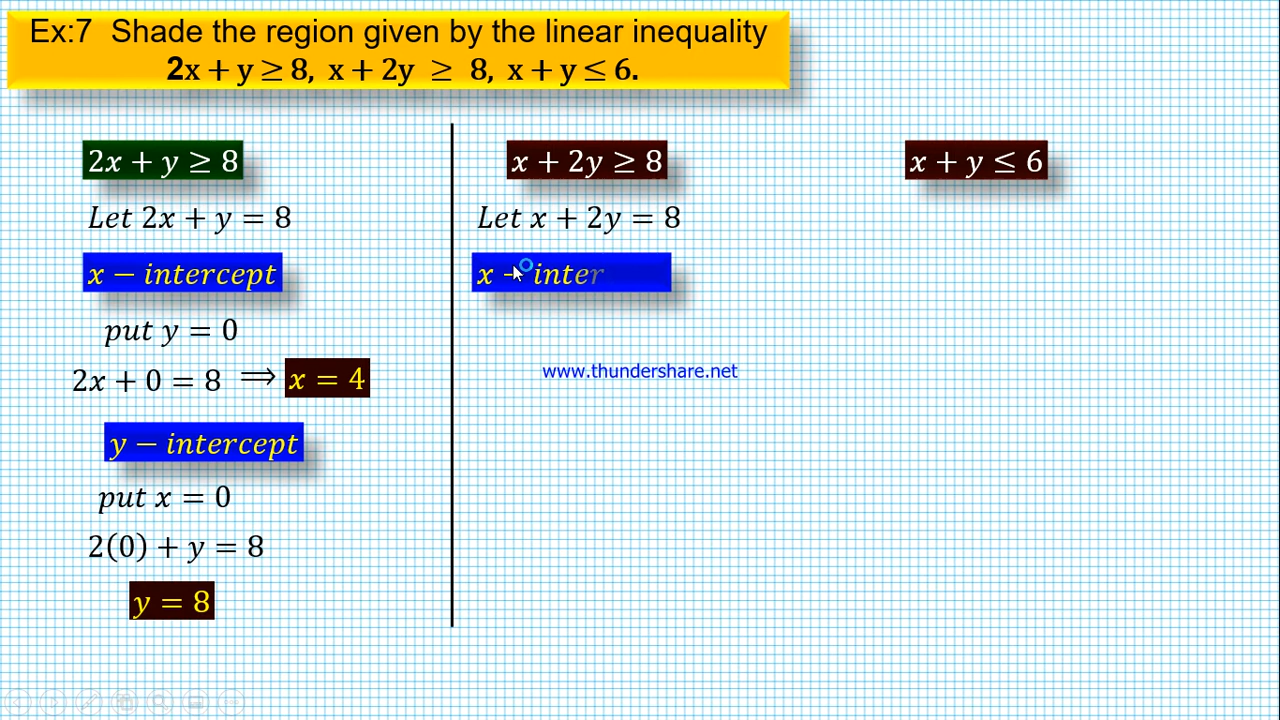 Ex:7 Shade the region given by the linear inequality
2x + y ≥ 8, x + 2y ≥ 8, x + y ≤ 6.
2x + y ≥ 8
Let 2x + y = 8
x − intercept
put y = 0
2x + 0 = 8 ⟹ x = 4
y − intercept
put x = 0
2(0) + y = 8
y = 8
x + 2y ≥ 8
Let x + 2y = 8
x − inter
www.thundershare.net
x + y ≤ 6